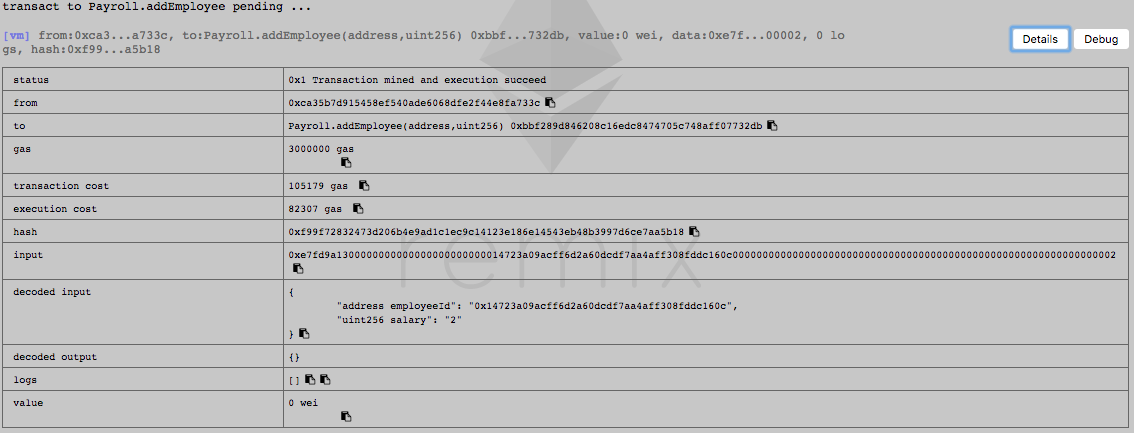 transact to Payroll.addEmployee pending ...
[vm] from:0xca3...a733c, to:Payroll.addEmployee(address,uint256) 0xbbf...732db, value:0 wei, data:0xe7f...00002, 0 lo
gs, hash:0xf99...a5b18
Details Debug
status 0x1 Transaction mined and execution succeed
from 0xca35b7d915458ef540ade6068dfe2f44e8fa733c
to Payroll.addEmployee(address,uint256) 0xbbf289d846208c16edc8474705c748aff07732db
gas 3000000 gas
transaction cost 105179 gas
execution cost 82307 gas
hash 0xf99f72832473d206b4e9ad1c1ec9c14123e186e14543eb48b3997d6ce7aa5b18
input 0xe7fd9a1300000000000000000000000014723a09acff6d2a60dcdf7aa4aff308fddc160c0000000000000000000000000000000000000000000000000000000000000002
decoded input {
"address employeeId": "0x14723a09acff6d2a60dcdf7aa4aff308fddc160c",
"uint256 salary": "2"
}
decoded output {}
logs []
value 0 wei
remix